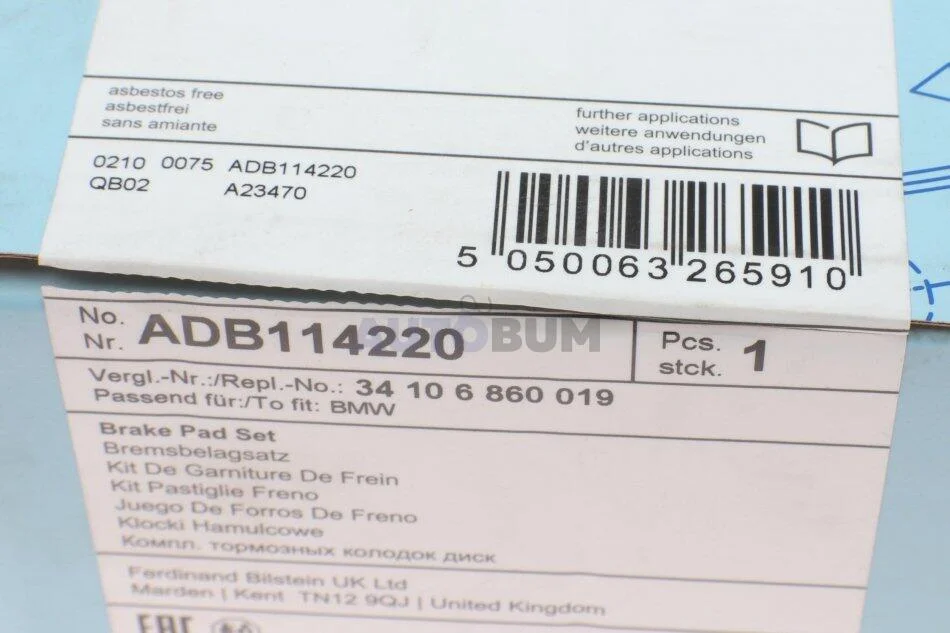 asbestos free
asbestfrei
sans amiante
further applications
weitere anwendungen
d'autres applications
0210 0075 ADB114220
QB02 A23470
5 050063 265910
AUTOBUM
No.
Nr. ADB114220
Pcs.
stck. 1
Vergl.-Nr.:/Repl.-No.: 34 10 6 860 019
Passend für:/To fit: BMW
Brake Pad Set
Bremsbelagsatz
Kit De Garniture De Frein
Kit Pastiglie Freno
Juego De Forros De Freno
Klocki Hamulcowe
Компл. тормозных колодок диск
Ferdinand Bilstein UK Ltd
Marden | Kent TN12 9QJ | United Kingdom
EAC